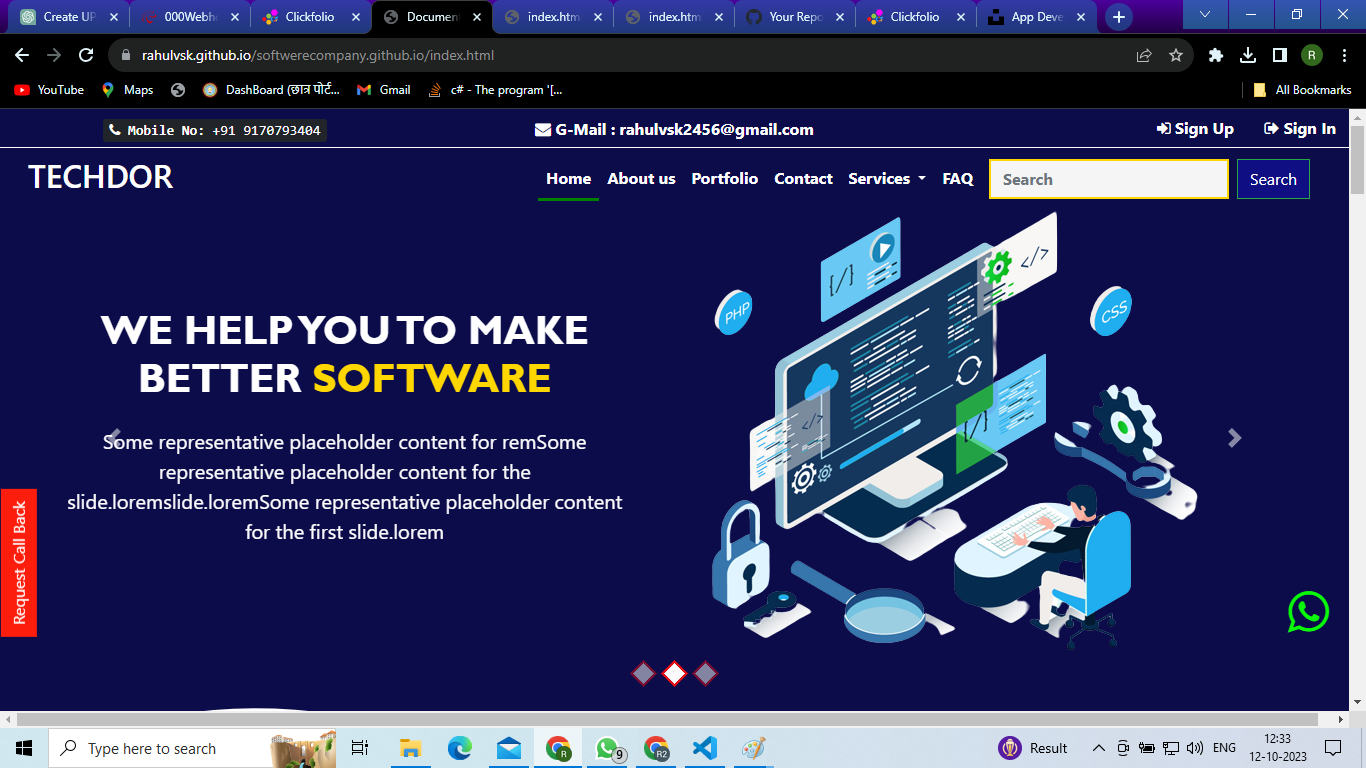 Create UP
000Webh
Clickfolio
Documen
index.htm
index.htm
Your Repo
Clickfolio
App Deve
rahulvsk.github.io/softwerecompany.github.io/index.html
R
YouTube
Maps
DashBoard (छात्र पोर्ट...
Gmail
c# - The program '[...
All Bookmarks
Mobile No: +91 9170793404
G-Mail : rahulvsk2456@gmail.com
Sign Up
Sign In
TECHDOR
Home About us Portfolio Contact Services FAQ
Search
Search
WE HELP YOU TO MAKE
BETTER SOFTWARE
Some representative placeholder content for remSome
representative placeholder content for the
slide.loremslide.loremSome representative placeholder content
for the first slide.lorem
PHP
{/}
</>
CSS
</>
{/}
Request Call Back
Type here to search
R
9
R2
Result
ENG
12:33
12-10-2023